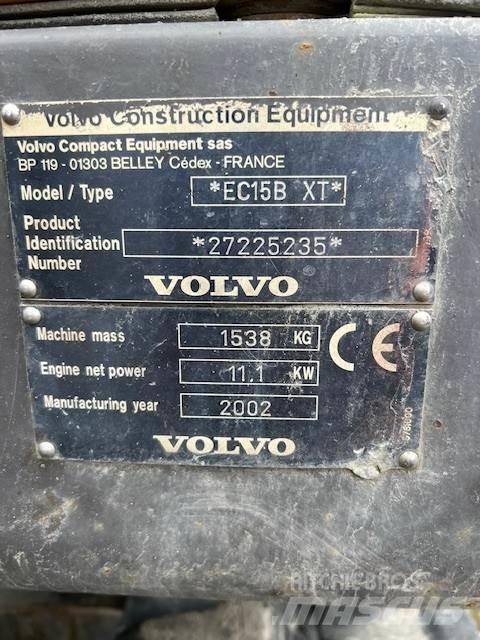 Volvo Construction Equipment
Volvo Compact Equipment sas
BP 119 - 01303 BELLEY Cédex - FRANCE
Model / Type *EC15B XT*
Product
Identification *27225235*
Number
VOLVO
Machine mass 1538 KG
Engine net power 11,1 KW
Manufacturing year 2002
CE
VOLVO
RITCHIE BROS
MASCUS